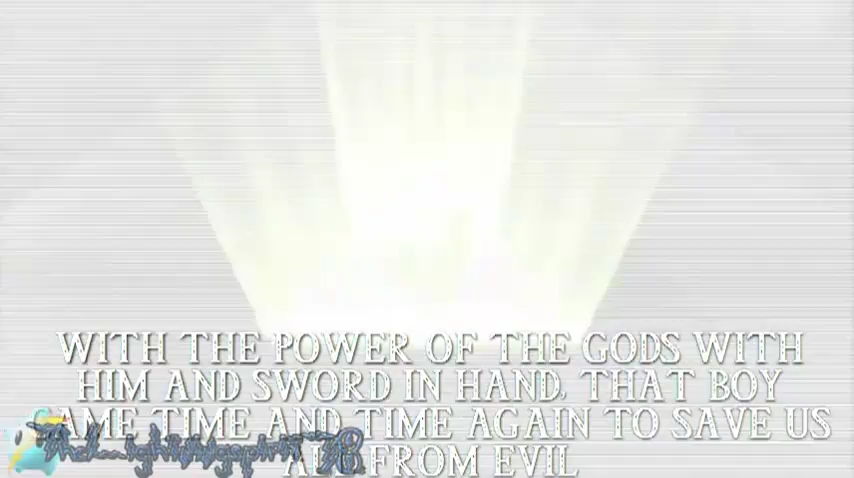 WITH THE POWER OF THE GODS WITH
HIM AND SWORD IN HAND, THAT BOY
CAME TIME AND TIME AGAIN TO SAVE US
ALL FROM EVIL